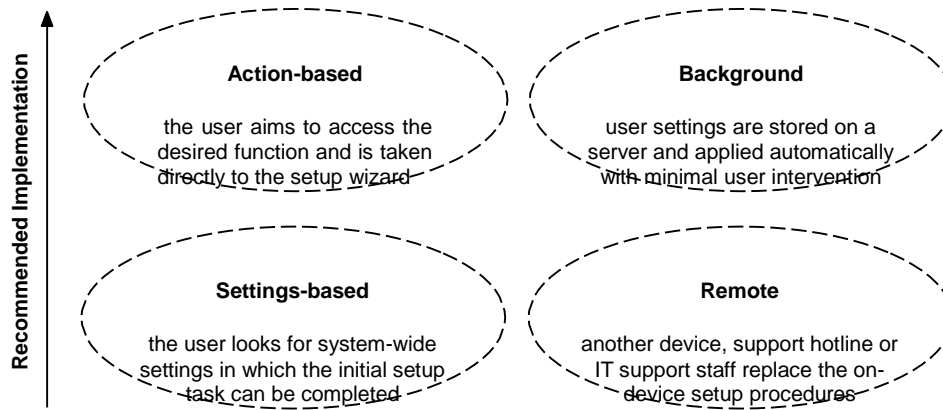 Recommended Implementation
Action-based
the user aims to access the
desired function and is taken
directly to the setup wizard
Background
user settings are stored on a
server and applied automatically
with minimal user intervention
Settings-based
the user looks for system-wide
settings in which the initial setup
task can be completed
Remote
another device, support hotline or
IT support staff replace the on-
device setup procedures